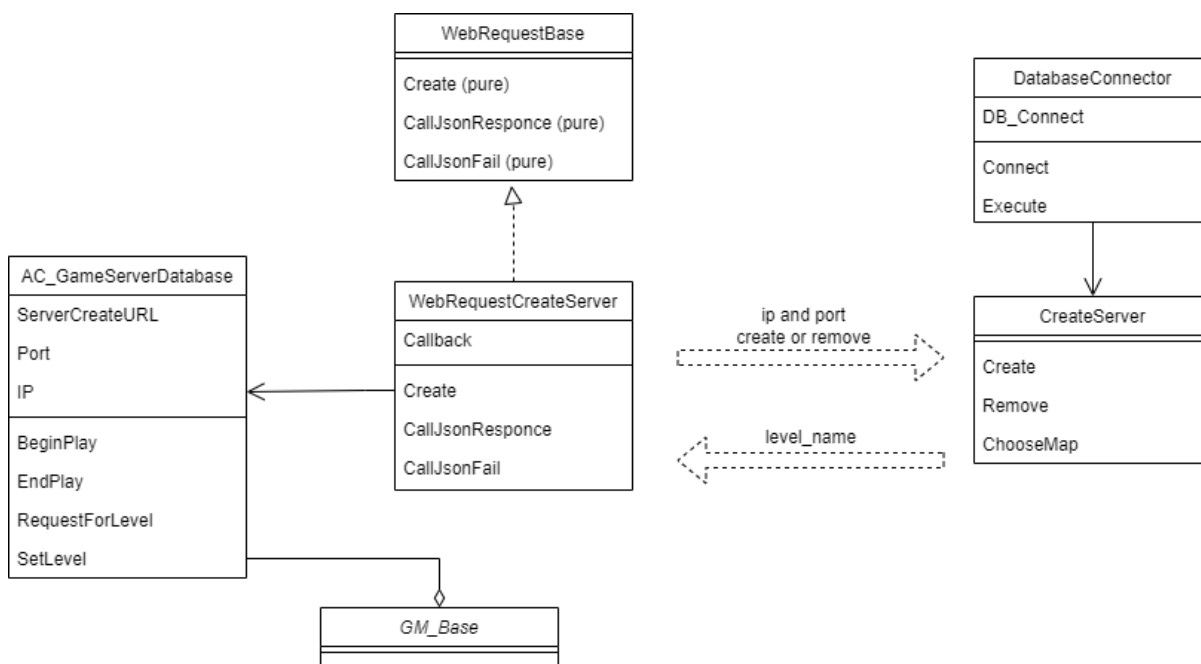 WebRequestBase
Create (pure)
CallJsonResponce (pure)
CallJsonFail (pure)
DatabaseConnector
DB_Connect
Connect
Execute
AC_GameServerDatabase
ServerCreateURL
Port
IP
BeginPlay
EndPlay
RequestForLevel
SetLevel
WebRequestCreateServer
Callback
Create
CallJsonResponce
CallJsonFail
ip and port
create or remove
level_name
CreateServer
Create
Remove
ChooseMap
GM_Base